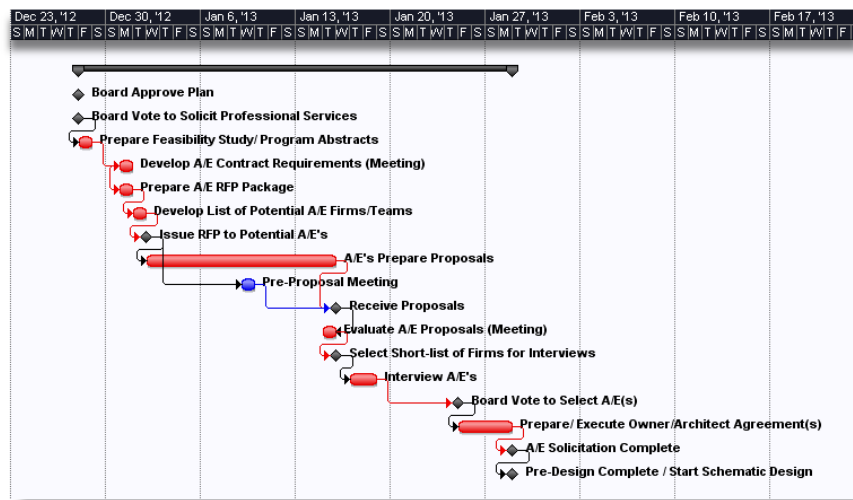 Dec 23, '12 Dec 30, '12 Jan 6, '13 Jan 13, '13 Jan 20, '13 Jan 27, '13 Feb 3, '13 Feb 10, '13 Feb 17, '13
S M T W T F S S M T W T F S S M T W T F S S M T W T F S S M T W T F S S M T W T F S S M T W T F S S M T W T F S S M T W T F
Board Approve Plan
Board Vote to Solicit Professional Services
Prepare Feasibility Study/ Program Abstracts
Develop A/E Contract Requirements (Meeting)
Prepare A/E RFP Package
Develop List of Potential A/E Firms/Teams
Issue RFP to Potential A/E's
A/E's Prepare Proposals
Pre-Proposal Meeting
Receive Proposals
Evaluate A/E Proposals (Meeting)
Select Short-list of Firms for Interviews
Interview A/E's
Board Vote to Select A/E(s)
Prepare/ Execute Owner/Architect Agreement(s)
A/E Solicitation Complete
Pre-Design Complete / Start Schematic Design